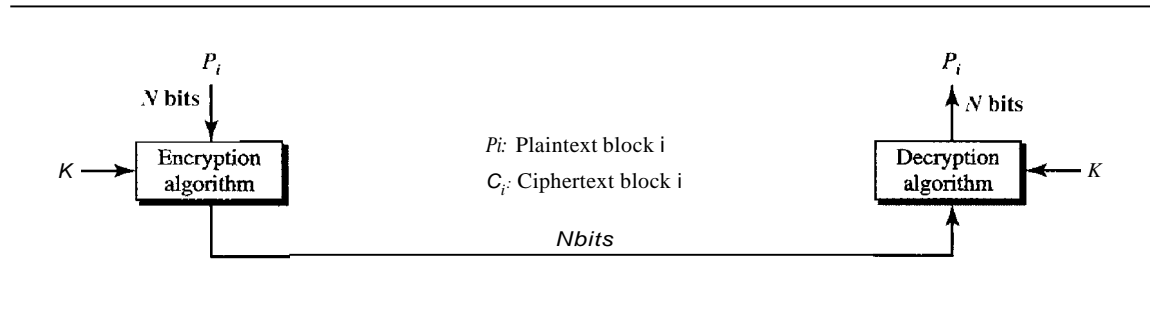 P_i
P_i
N bits
N bits
Encryption
algorithm
K
Pi: Plaintext block i
C_i: Ciphertext block i
Decryption
algorithm
K
Nbits